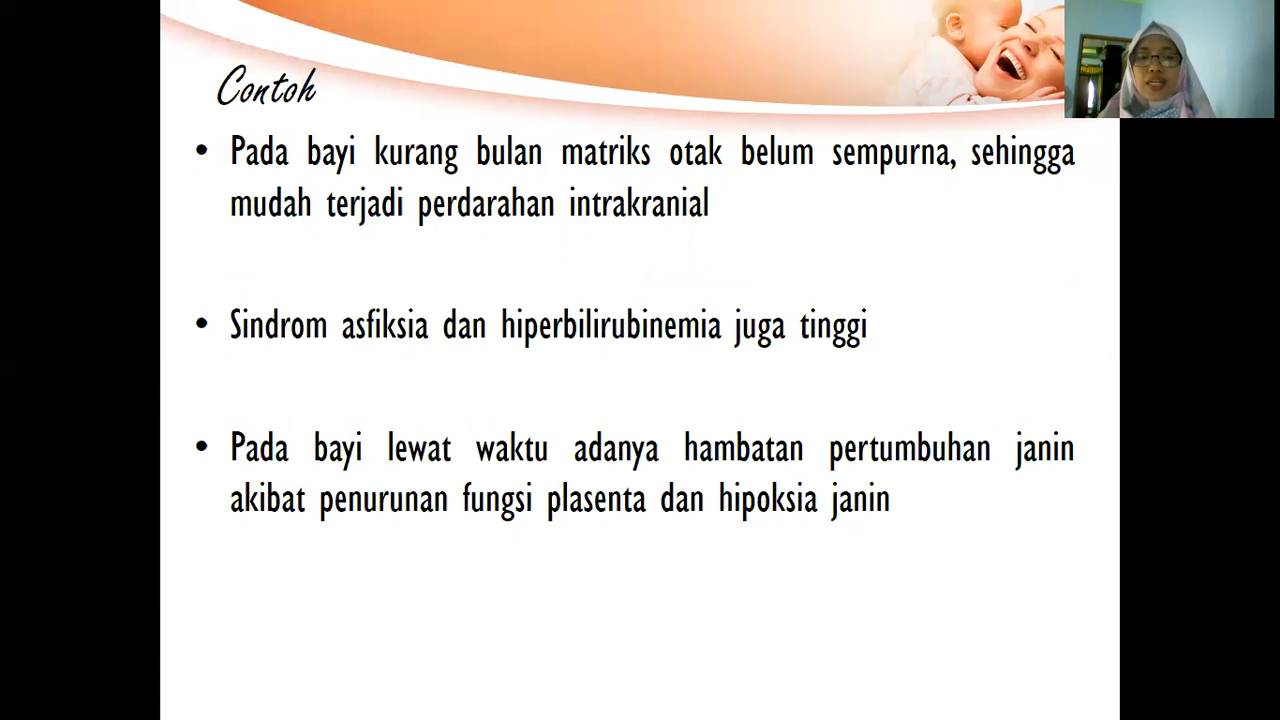 Contoh
• Pada bayi kurang bulan matriks otak belum sempurna, sehingga
mudah terjadi perdarahan intrakranial
• Sindrom asfiksia dan hiperbilirubinemia juga tinggi
• Pada bayi lewat waktu adanya hambatan pertumbuhan janin
akibat penurunan fungsi plasenta dan hipoksia janin